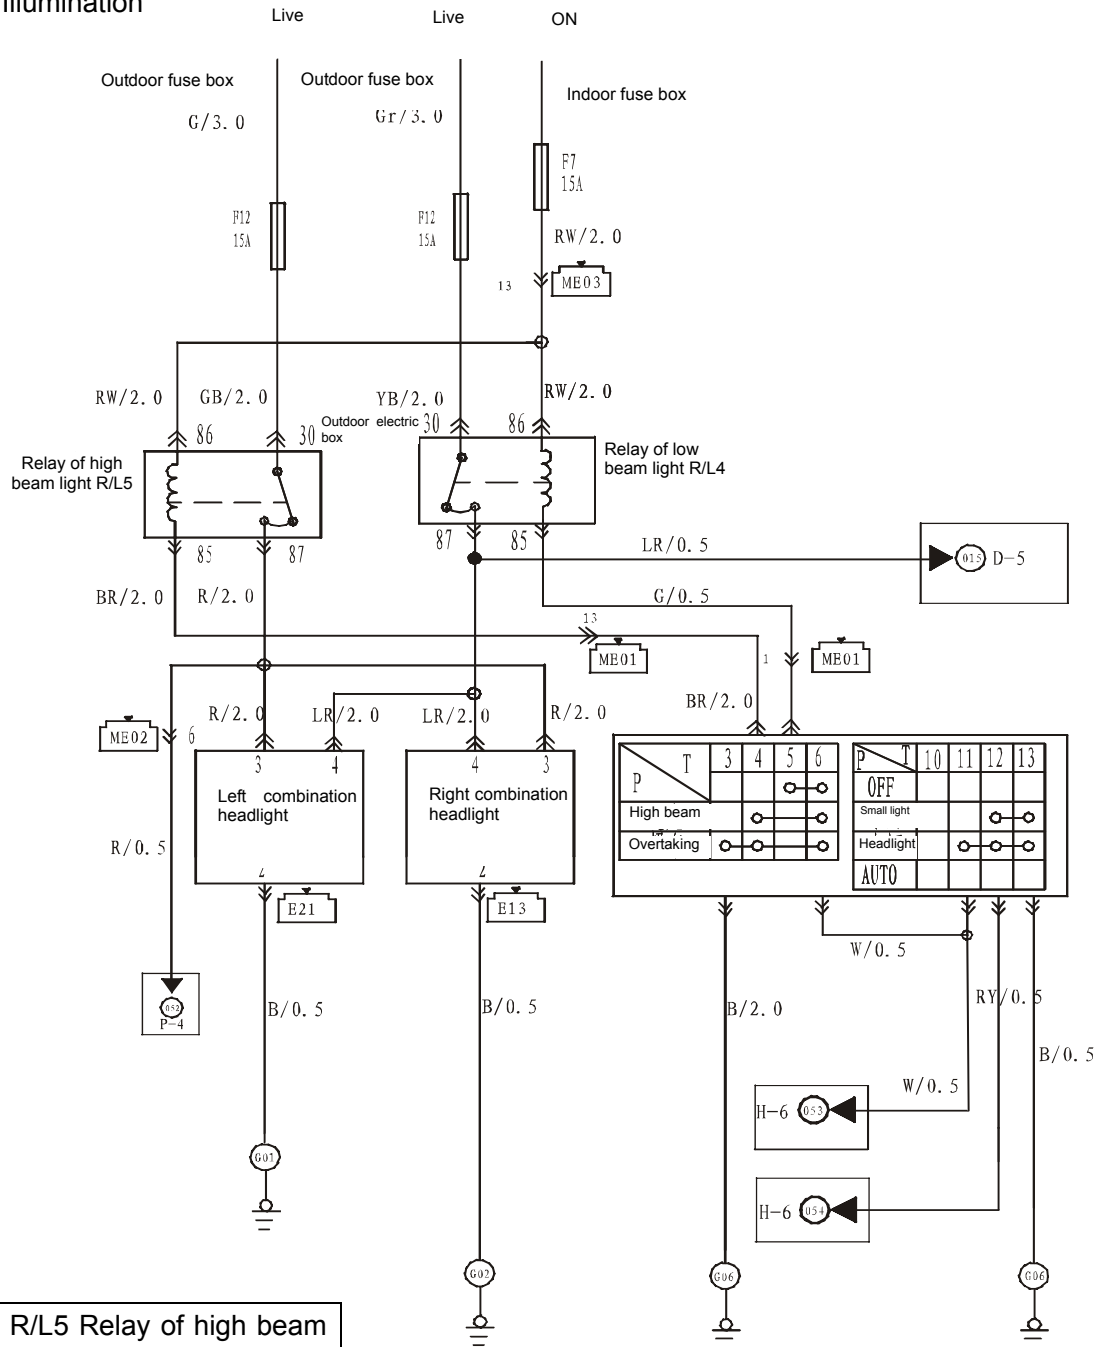 Illumination
Live
Live
ON
Outdoor fuse box
Outdoor fuse box
Indoor fuse box
G/3.0
Gr/3.0
F7
15A
F12
15A
F12
15A
RW/2.0
13
ME03
RW/2.0
GB/2.0
YB/2.0
RW/2.0
86
30
Outdoor electric box
30
86
Relay of high
beam light R/L5
Relay of low
beam light R/L4
85
87
87
85
LR/0.5
015
D-5
BR/2.0
R/2.0
G/0.5
13
ME01
1
ME01
BR/2.0
R/2.0
LR/2.0
LR/2.0
R/2.0
ME02
6
3
4
4
3
Left combination
headlight
Right combination
headlight
P
T
3
4
5
6
High beam
Overtaking
P
T
10
11
12
13
OFF
Small light
Headlight
AUTO
R/0.5
E21
E13
W/0.5
052
P-4
B/0.5
B/0.5
B/2.0
RY/0.5
B/0.5
W/0.5
H-6
053
H-6
054
G01
G02
G06
G06
R/L5 Relay of high beam